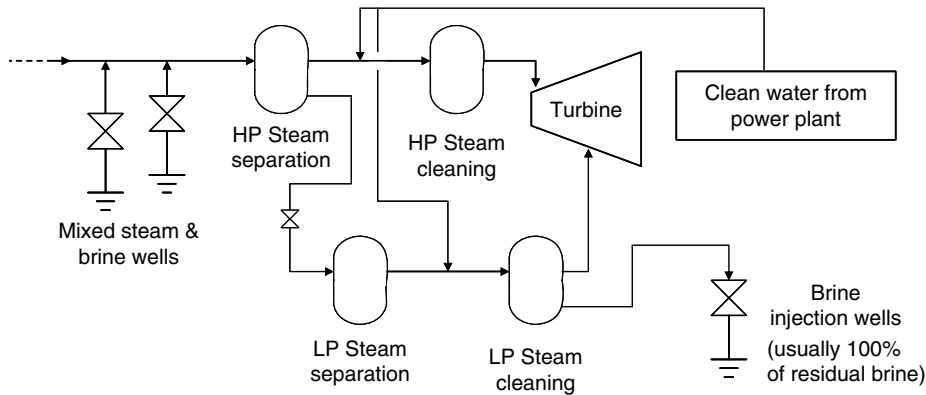 Clean water from
power plant
Turbine
HP Steam
separation
HP Steam
cleaning
Mixed steam &
brine wells
LP Steam
separation
LP Steam
cleaning
Brine
injection wells
(usually 100%
of residual brine)